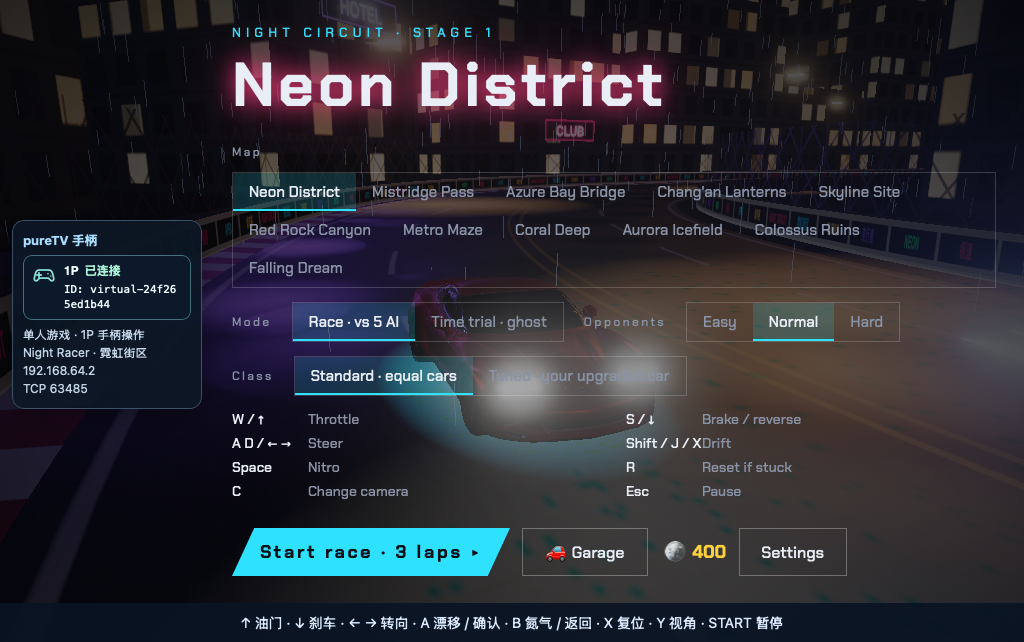 HOTEL
NIGHT CIRCUIT · STAGE 1
Neon District
CLUB
Map
Neon District Mistridge Pass Azure Bay Bridge Chang'an Lanterns Skyline Site
Red Rock Canyon Metro Maze Coral Deep Aurora Icefield Colossus Ruins
NEON
Falling Dream
pureTV 手柄
1P 已连接
ID: virtual-24f26
5ed1b44
单人游戏 · 1P 手柄操作
Night Racer · 霓虹街区
192.168.64.2
TCP 63485
Mode Race · vs 5 AI Time trial · ghost Opponents Easy Normal Hard
Class Standard · equal cars Tuned · your upgraded car
W / ↑ Throttle S / ↓ Brake / reverse
A D / ← → Steer Shift / J / X Drift
Space Nitro R Reset if stuck
C Change camera Esc Pause
Start race · 3 laps ▸ Garage 400 Settings
↑ 油门 · ↓ 刹车 · ← → 转向 · A 漂移 / 确认 · B 氮气 / 返回 · X 复位 · Y 视角 · START 暂停